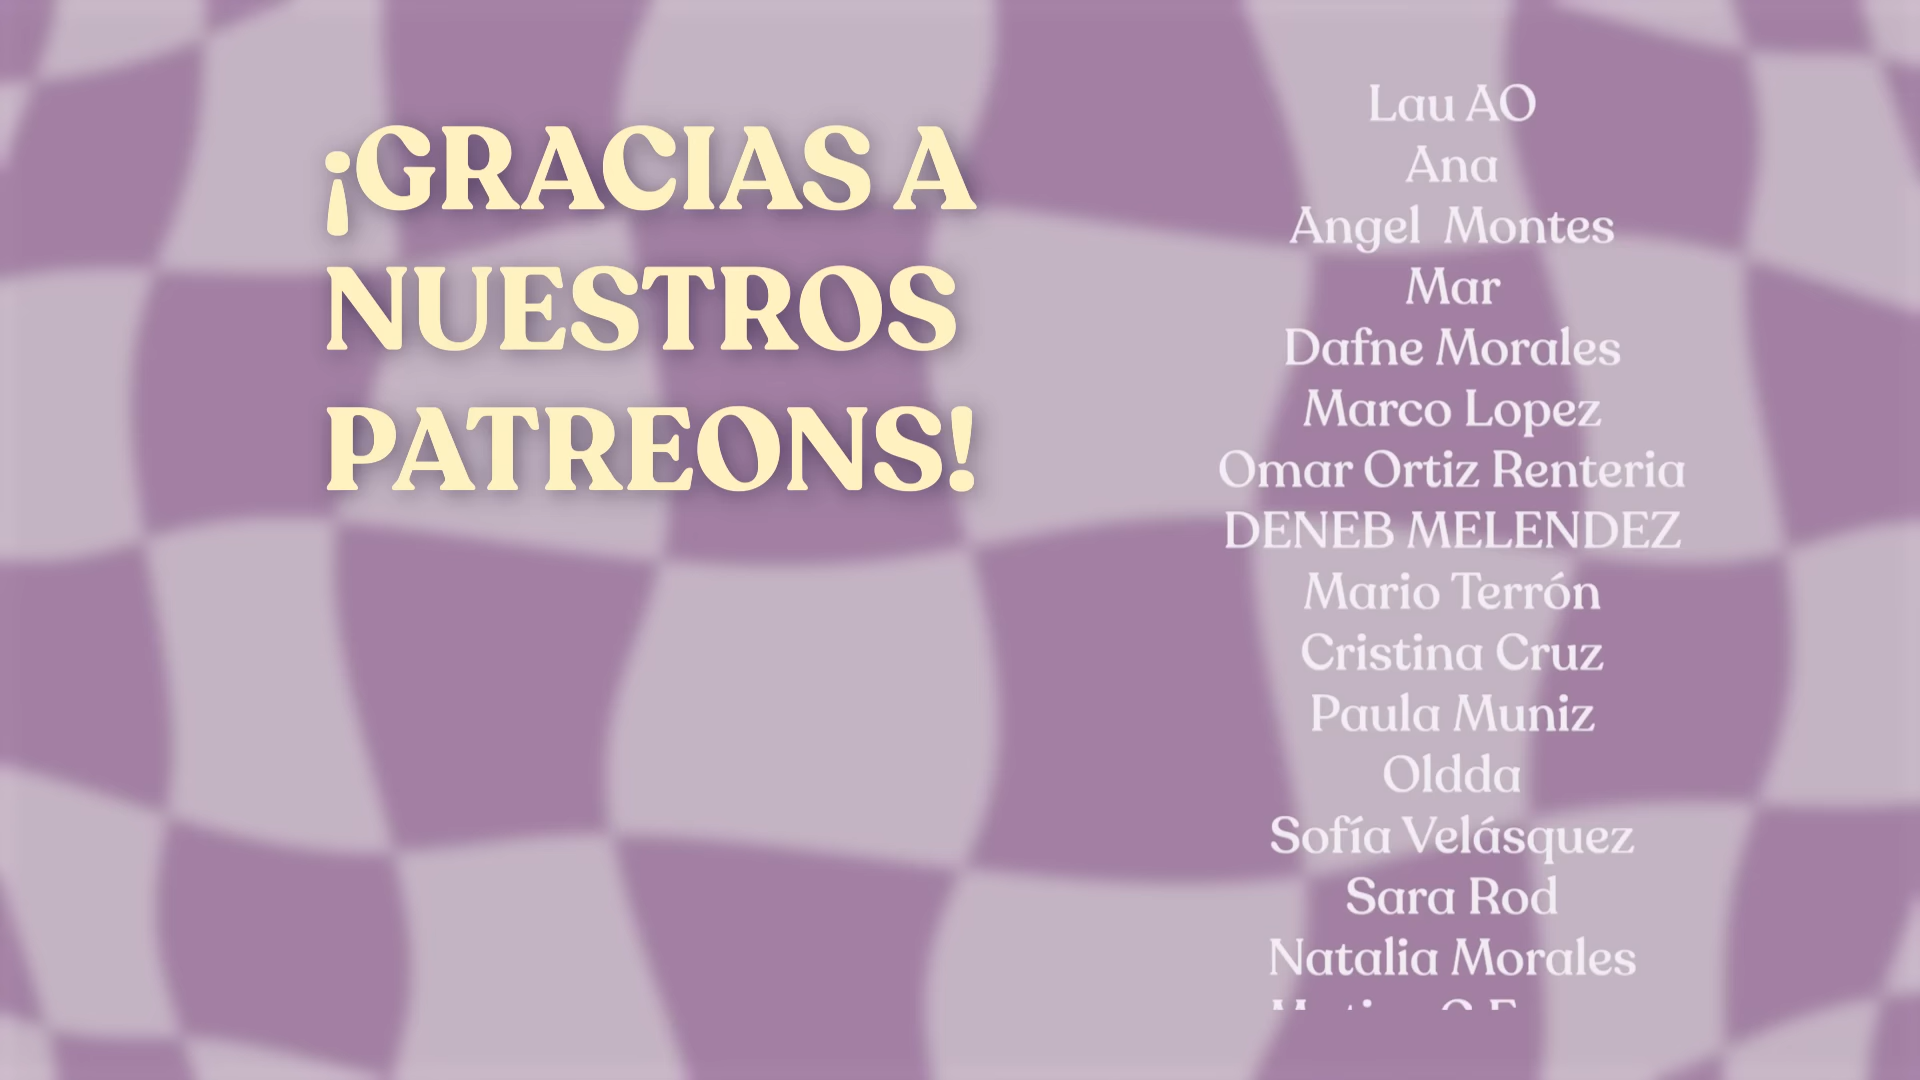 ¡GRACIAS A
NUESTROS
PATREONS!
Lau AO
Ana
Angel  Montes
Mar
Dafne Morales
Marco Lopez
Omar Ortiz Renteria
DENEB MELENDEZ
Mario Terrón
Cristina Cruz
Paula Muniz
Oldda
Sofía Velásquez
Sara Rod
Natalia Morales